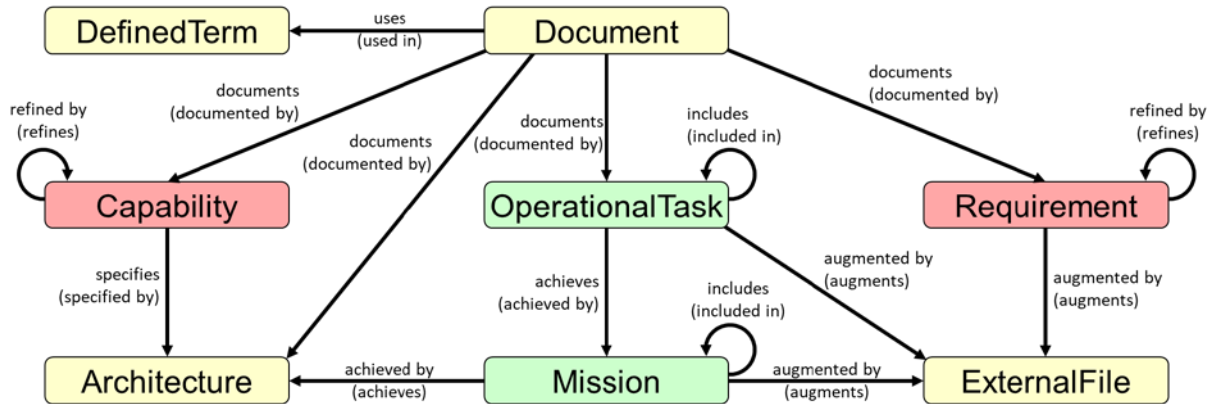 DefinedTerm
uses
(used in)
Document
refined by
(refines)
documents
(documented by)
documents
(documented by)
documents
(documented by)
includes
(included in)
documents
(documented by)
refined by
(refines)
Capability
OperationalTask
Requirement
specifies
(specified by)
achieves
(achieved by)
includes
(included in)
augmented by
(augments)
augmented by
(augments)
Architecture
achieved by
(achieves)
Mission
augmented by
(augments)
ExternalFile